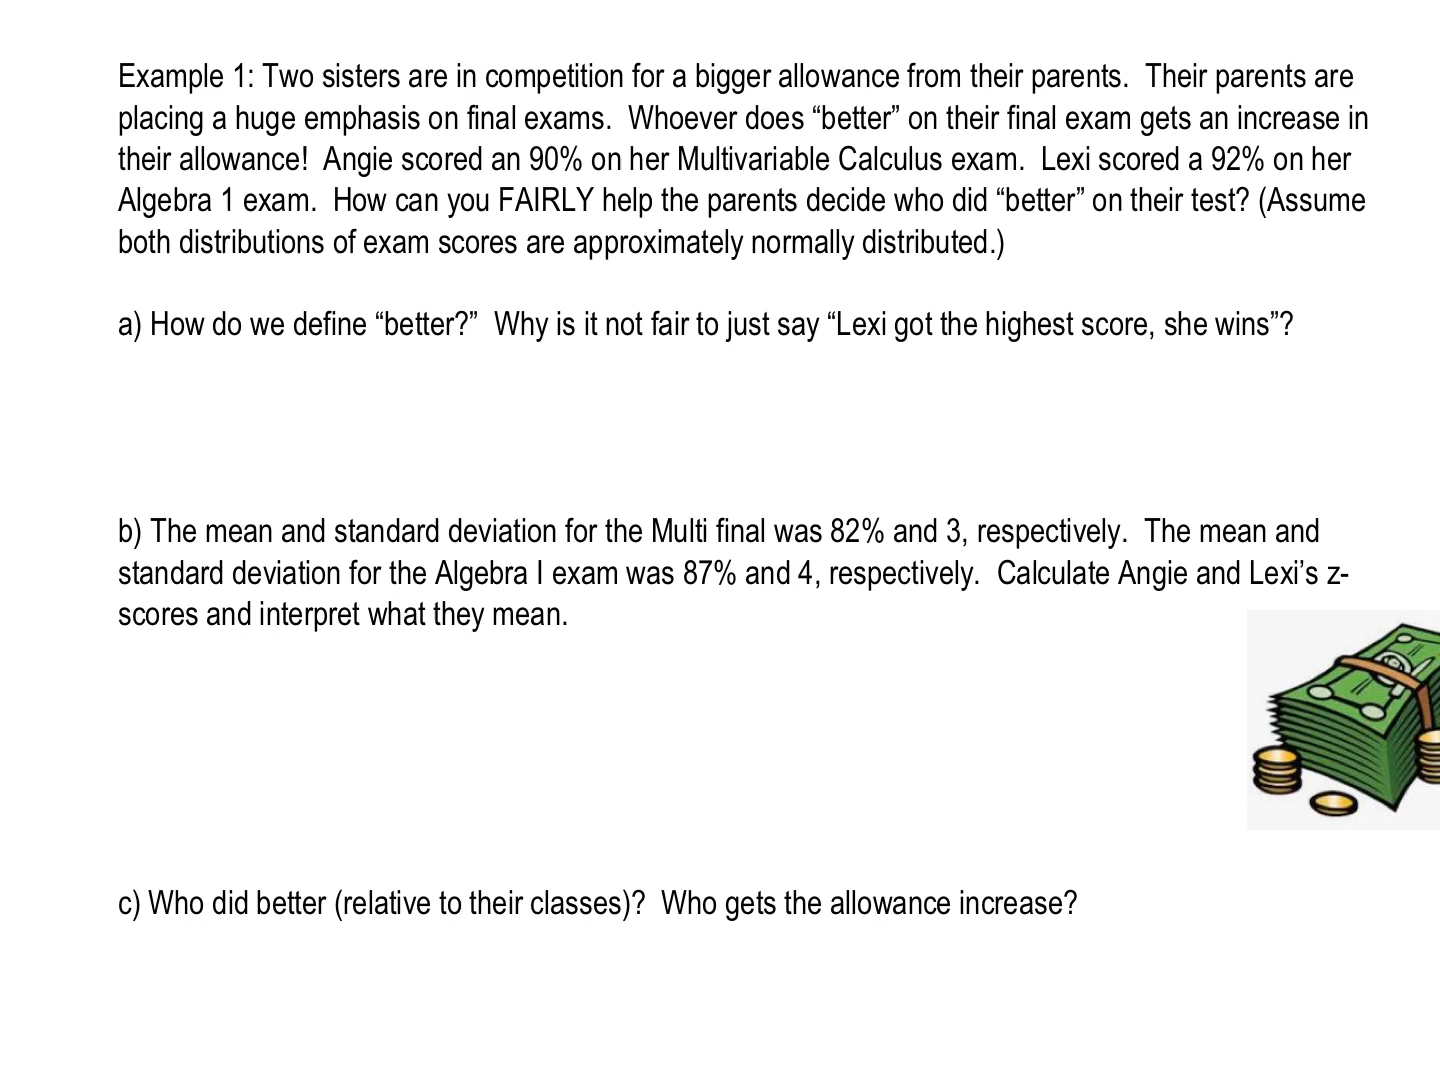 Example 1: Two sisters are in competition for a bigger allowance from their parents.  Their parents are
placing a huge emphasis on final exams.  Whoever does “better” on their final exam gets an increase in
their allowance!  Angie scored an 90% on her Multivariable Calculus exam.  Lexi scored a 92% on her
Algebra 1 exam.  How can you FAIRLY help the parents decide who did “better” on their test? (Assume
both distributions of exam scores are approximately normally distributed.)
a) How do we define “better?”  Why is it not fair to just say “Lexi got the highest score, she wins”?
b) The mean and standard deviation for the Multi final was 82% and 3, respectively.  The mean and
standard deviation for the Algebra I exam was 87% and 4, respectively.  Calculate Angie and Lexi’s z-
scores and interpret what they mean.
c) Who did better (relative to their classes)?  Who gets the allowance increase?